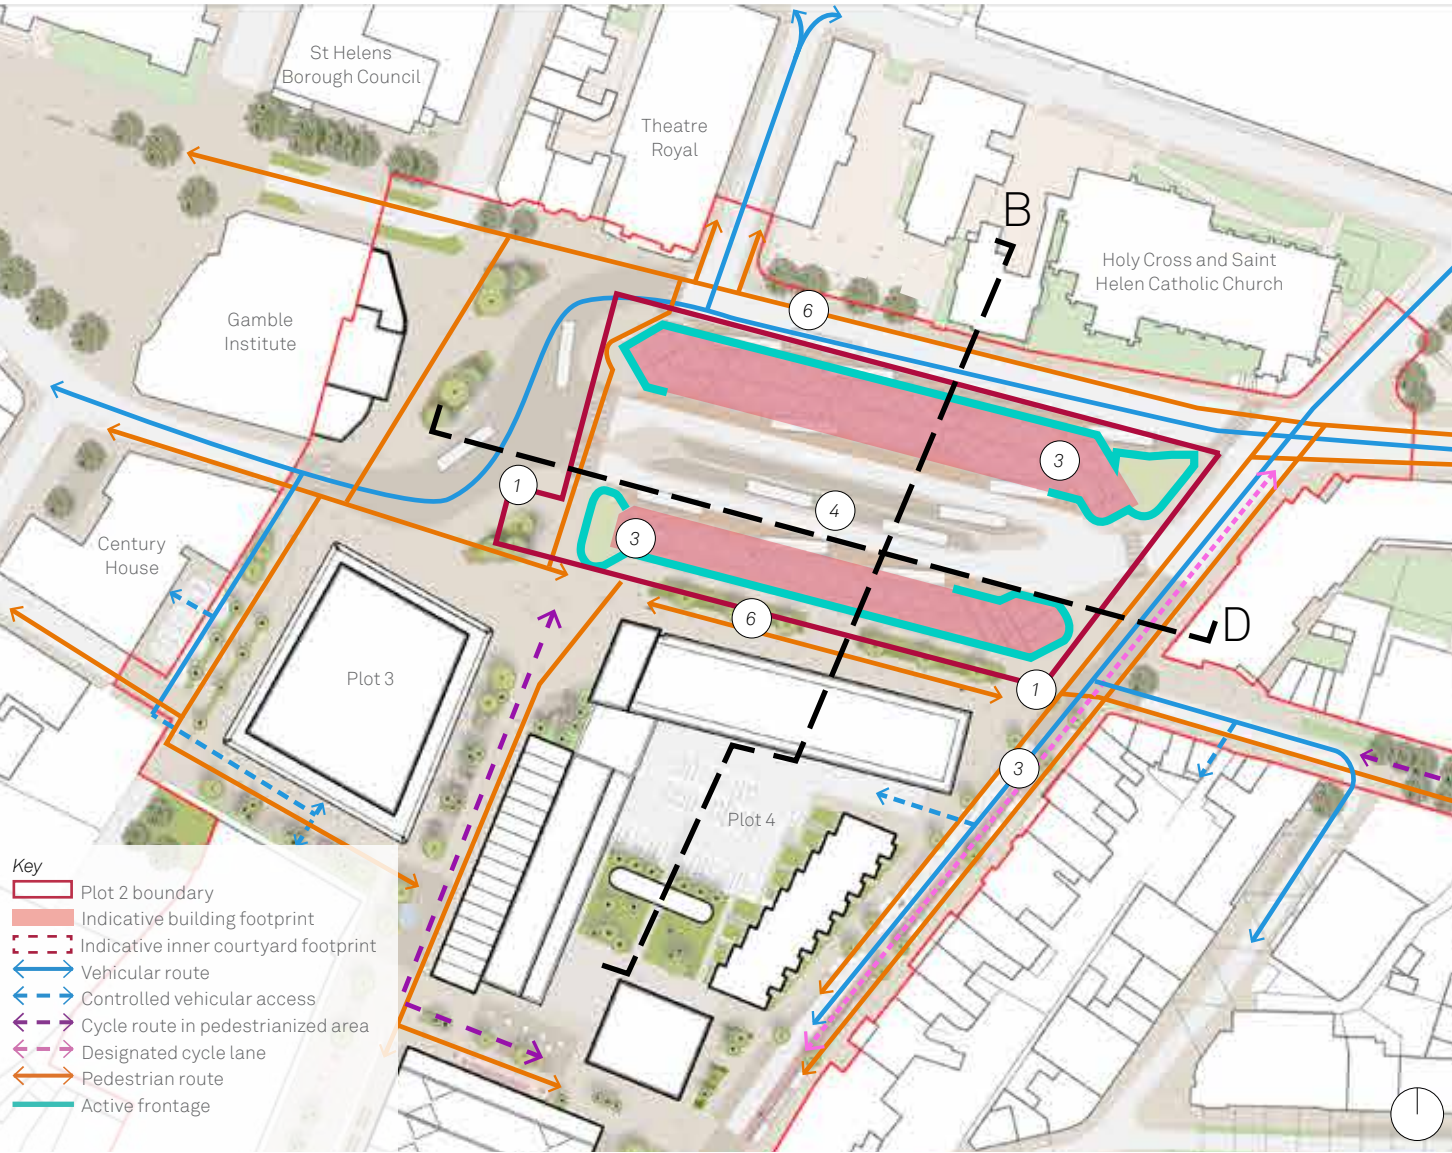 St Helens
Borough Council
Theatre
Royal
B
Holy Cross and Saint
Helen Catholic Church
Gamble
Institute
6
3
1
4
3
Century
House
6
D
Plot 3
1
3
Plot 4
Key
Plot 2 boundary
Indicative building footprint
Indicative inner courtyard footprint
Vehicular route
Controlled vehicular access
Cycle route in pedestrianized area
Designated cycle lane
Pedestrian route
Active frontage